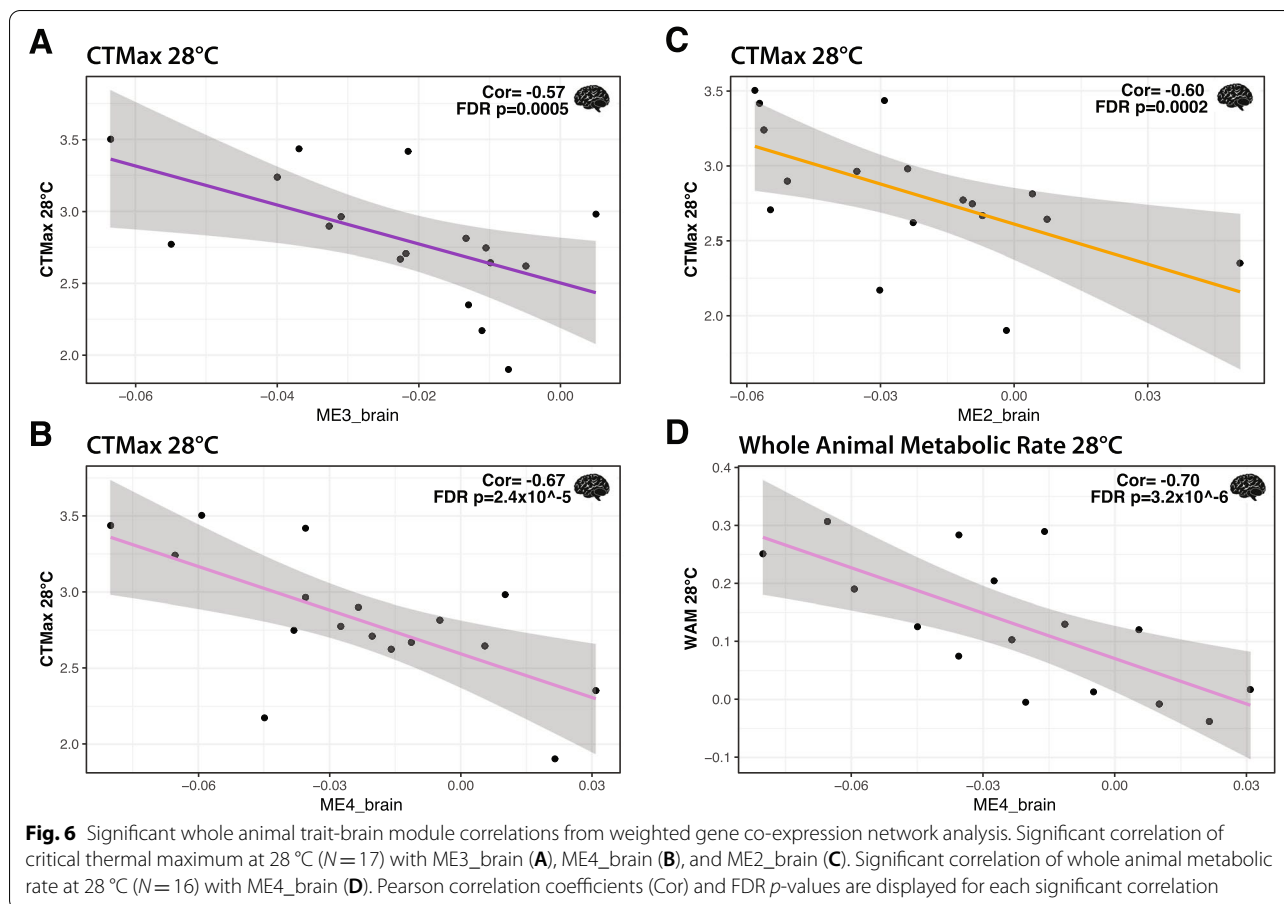 A
CTMax 28°C
Cor= -0.57
FDR p=0.0005
CTMax 28°C
3.5
3.0
2.5
2.0
−0.06
−0.04
−0.02
0.00
ME3_brain
C
CTMax 28°C
Cor= -0.60
FDR p=0.0002
CTMax 28°C
3.5
3.0
2.5
2.0
−0.06
−0.03
0.00
0.03
ME2_brain
B
CTMax 28°C
Cor= -0.67
FDR p=2.4x10^-5
CTMax 28°C
3.5
3.0
2.5
2.0
−0.06
−0.03
0.00
0.03
ME4_brain
D
Whole Animal Metabolic Rate 28°C
Cor= -0.70
FDR p=3.2x10^-6
WAM 28°C
0.4
0.3
0.2
0.1
0.0
−0.1
−0.06
−0.03
0.00
0.03
ME4_brain
Fig. 6 Significant whole animal trait-brain module correlations from weighted gene co-expression network analysis. Significant correlation of
critical thermal maximum at 28 °C (N = 17) with ME3_brain (A), ME4_brain (B), and ME2_brain (C). Significant correlation of whole animal metabolic
rate at 28 °C (N = 16) with ME4_brain (D). Pearson correlation coefficients (Cor) and FDR p-values are displayed for each significant correlation